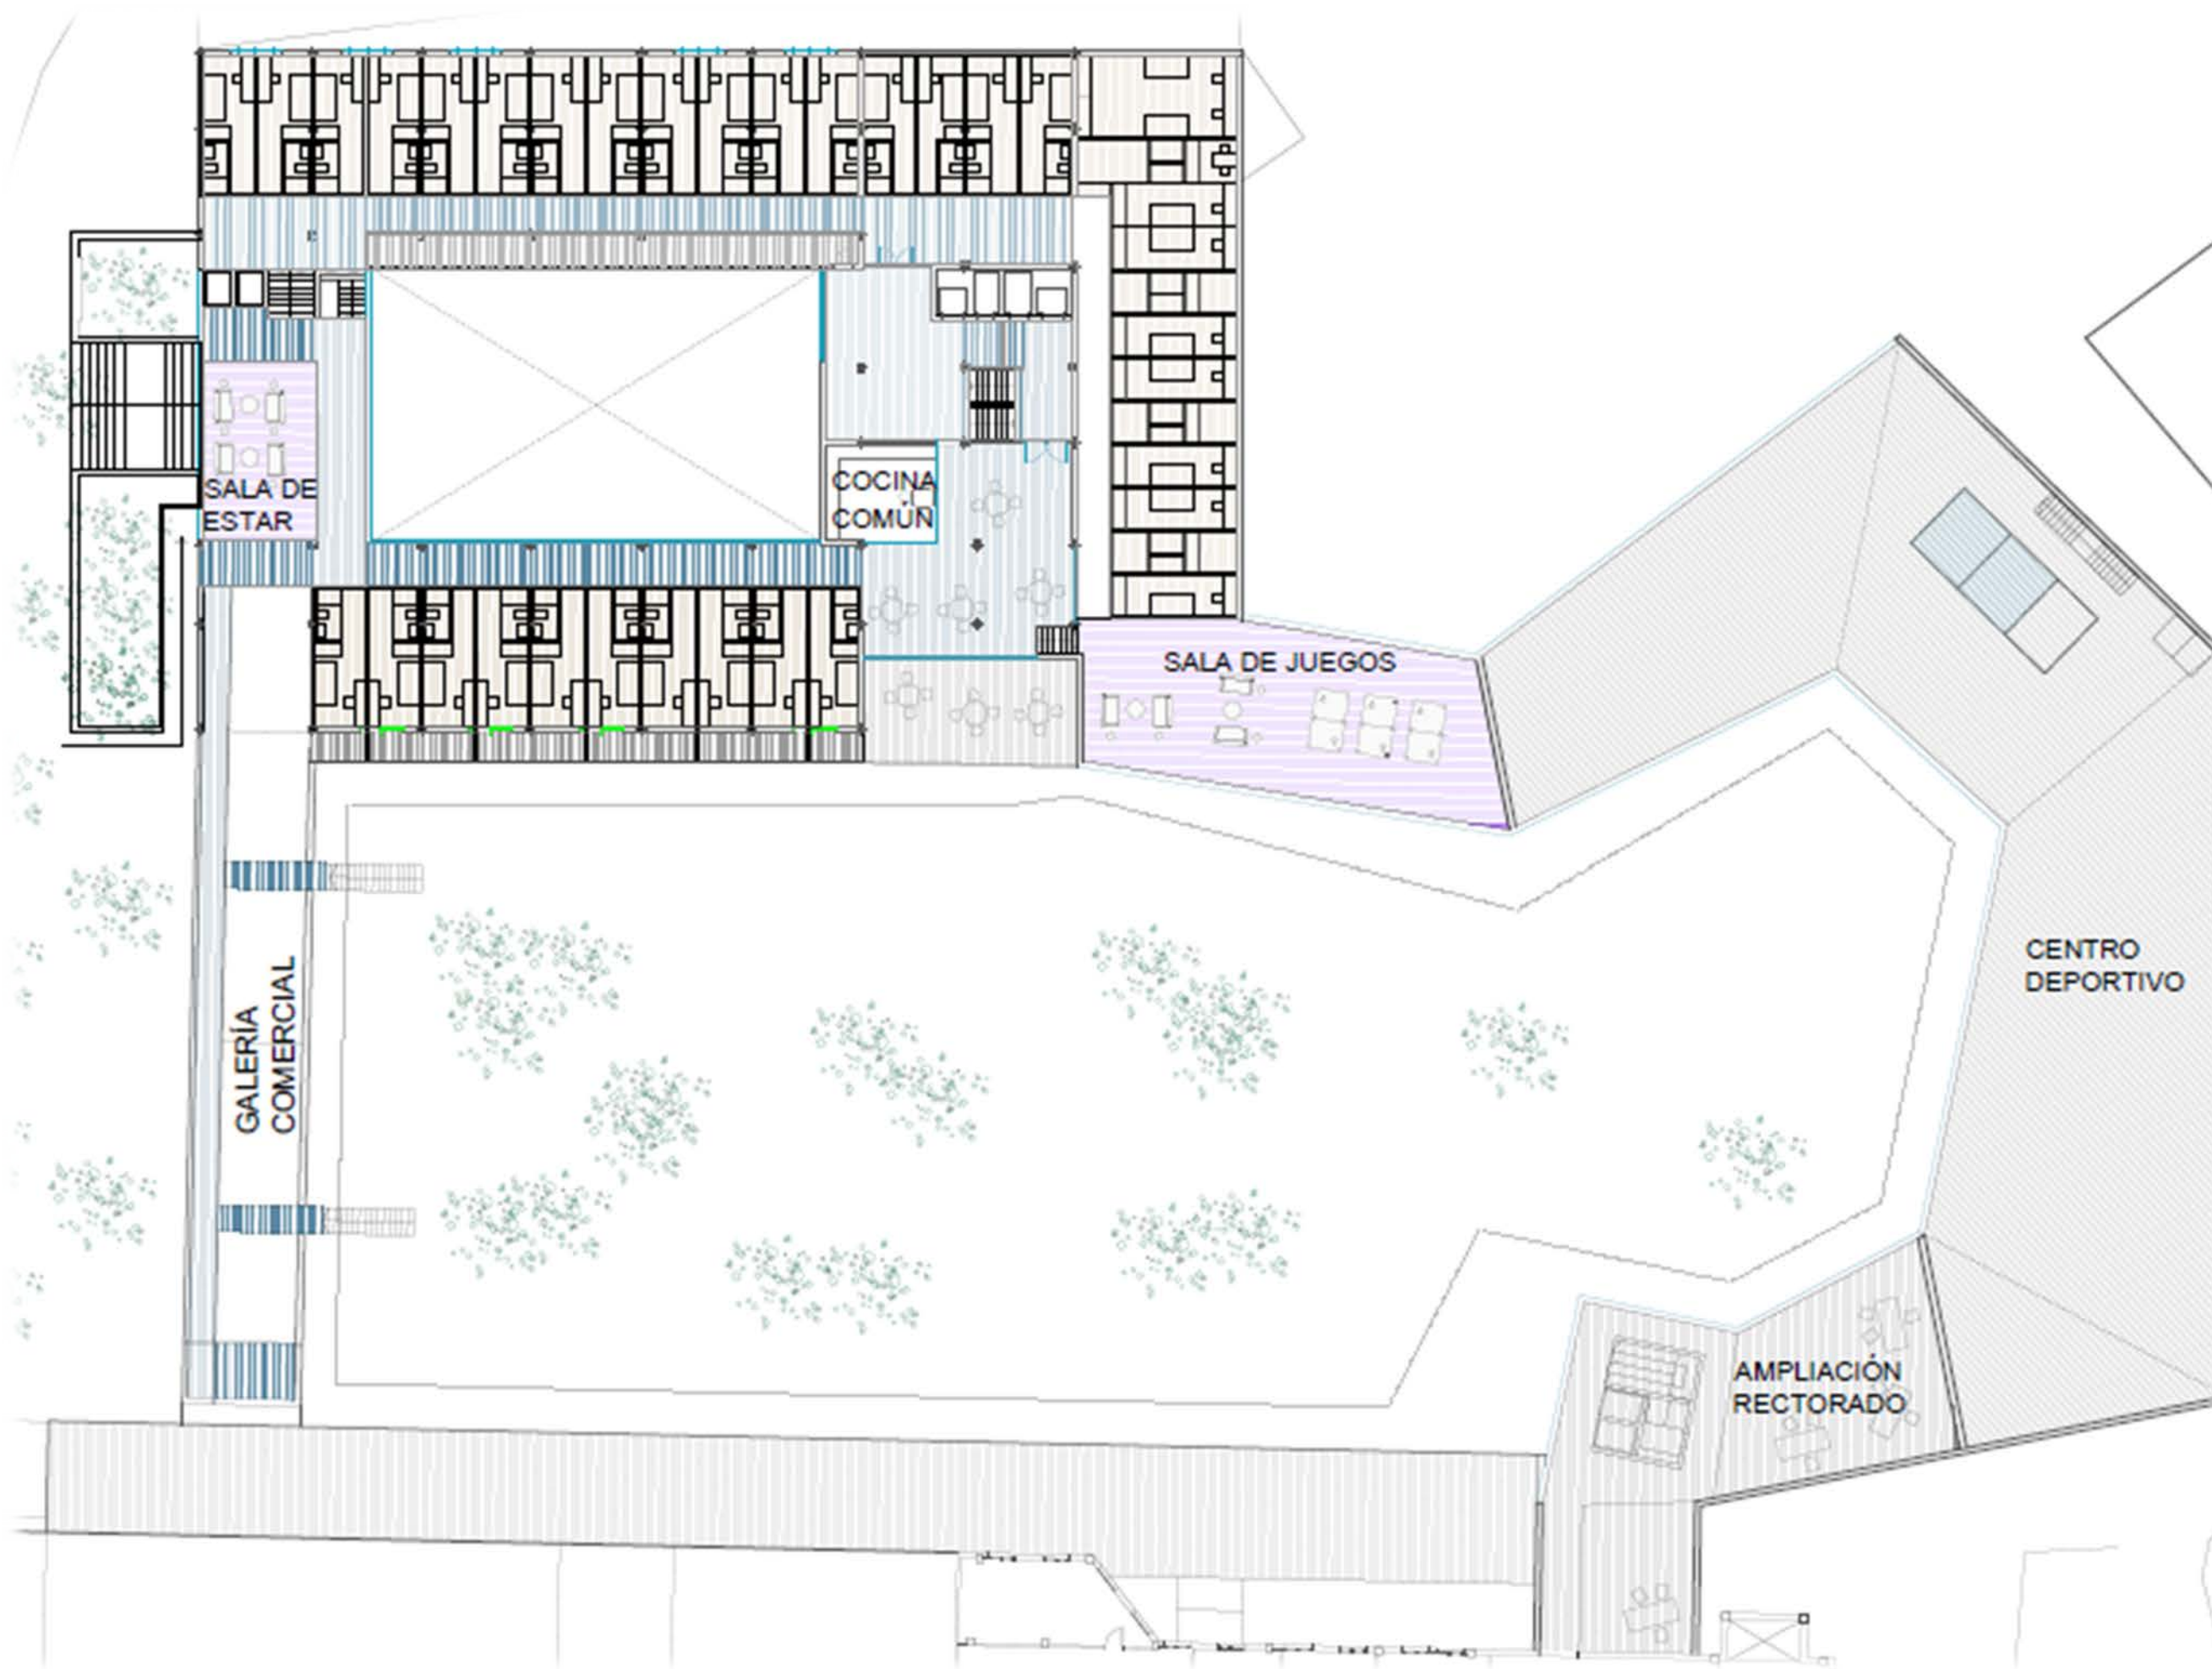 SALA DE
ESTAR
COCINA
COMÚN
SALA DE JUEGOS
CENTRO
DEPORTIVO
GALERÍA
COMERCIAL
AMPLIACIÓN
RECTORADO